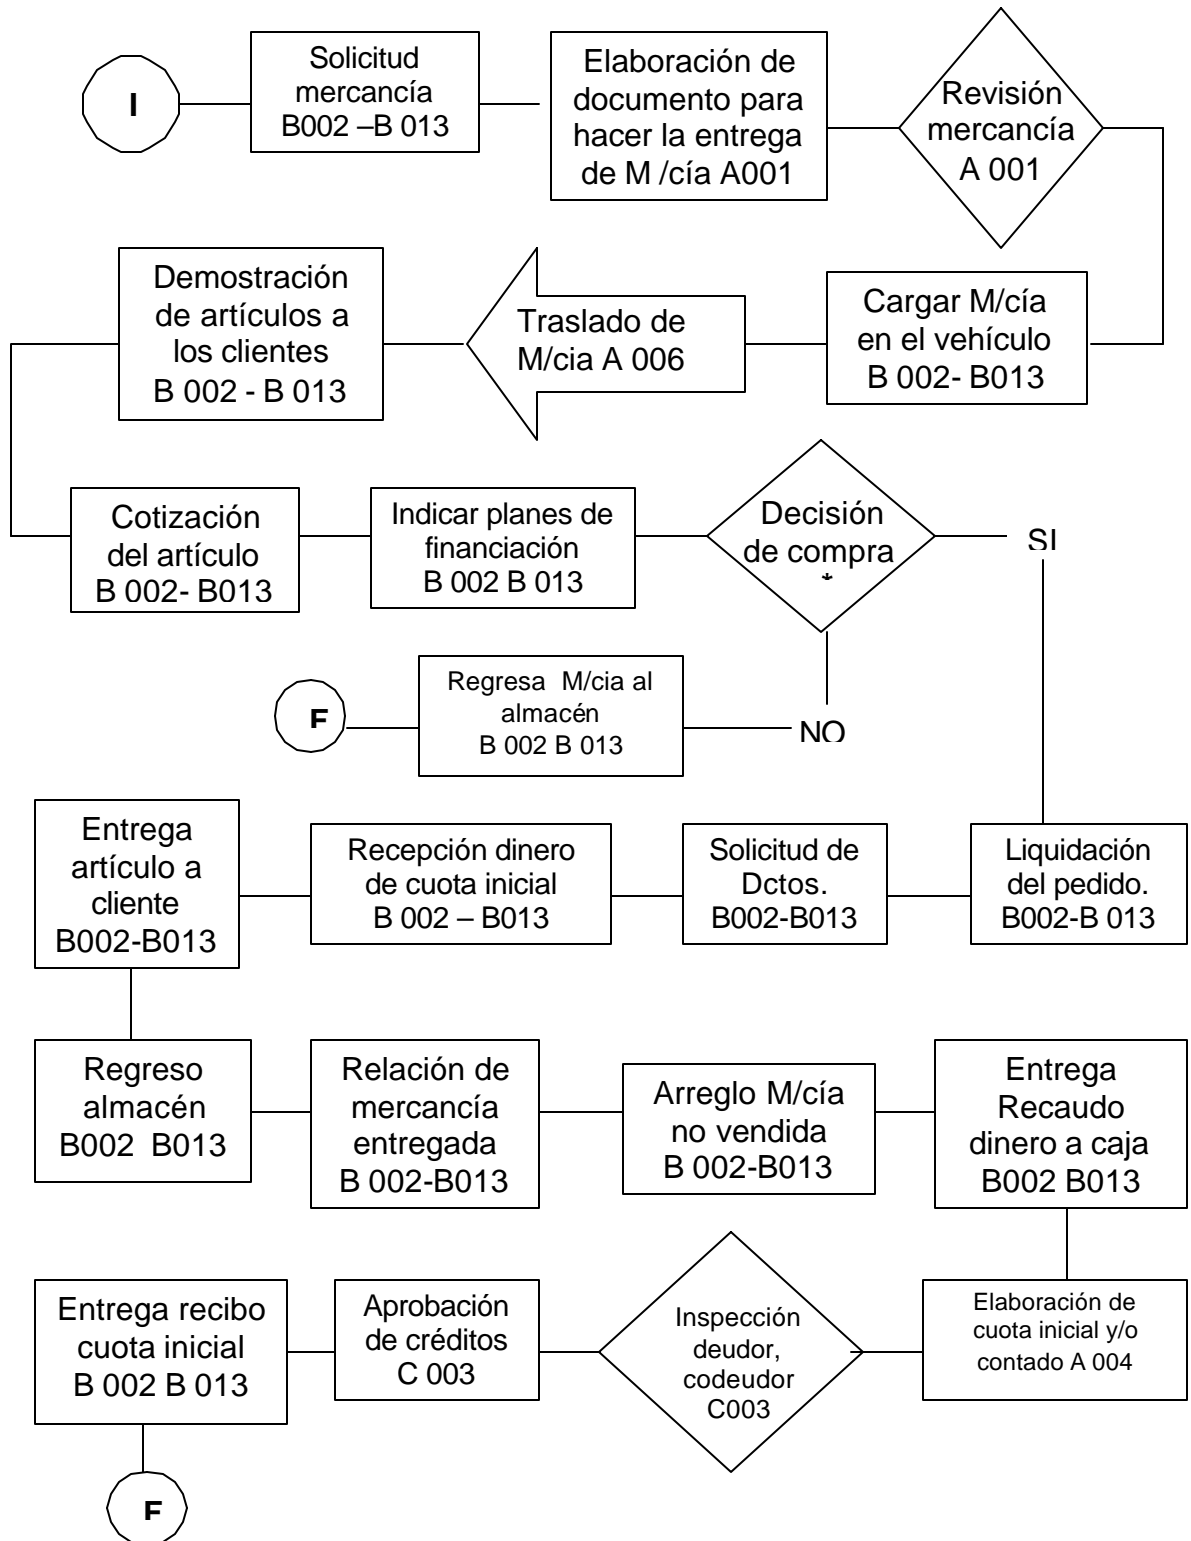 I
Solicitud
mercancía
B002 –B 013
Elaboración de
documento para
hacer la entrega
de M /cía A001
Revisión
mercancía
A 001
Demostración
de artículos a
los clientes
B 002 - B 013
Traslado de
M/cia A 006
Cargar M/cía
en el vehículo
B 002- B013
Cotización
del artículo
B 002- B013
Indicar planes de
financiación
B 002 B 013
Decisión
de compra
*
SI
NO
Regresa M/cia al
almacén
B 002 B 013
F
Entrega
artículo a
cliente
B002-B013
Recepción dinero
de cuota inicial
B 002 – B013
Solicitud de
Dctos.
B002-B013
Liquidación
del pedido.
B002-B 013
Regreso
almacén
B002 B013
Relación de
mercancía
entregada
B 002-B013
Arreglo M/cía
no vendida
B 002-B013
Entrega
Recaudo
dinero a caja
B002 B013
Entrega recibo
cuota inicial
B 002 B 013
Aprobación
de créditos
C 003
Inspección
deudor,
codeudor
C003
Elaboración de
cuota inicial y/o
contado A 004
F